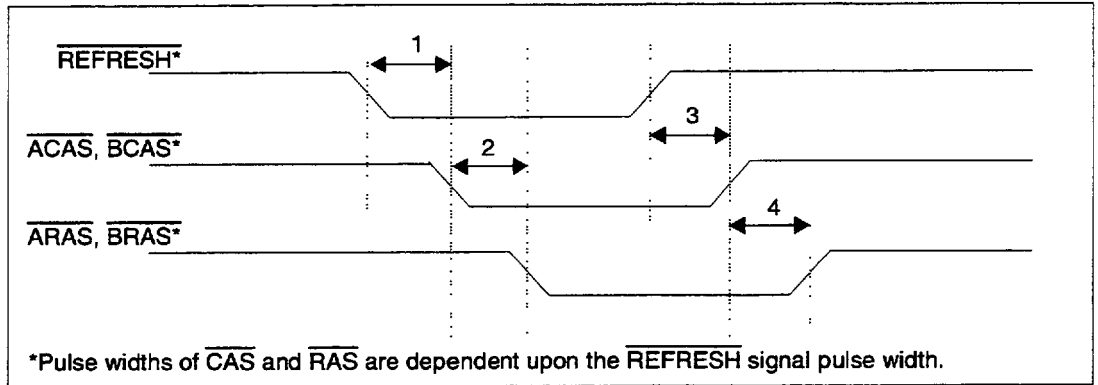 1
REFRESH*
3
ACAS, BCAS*
2
4
ARAS, BRAS*
*Pulse widths of CAS and RAS are dependent upon the REFRESH signal pulse width.